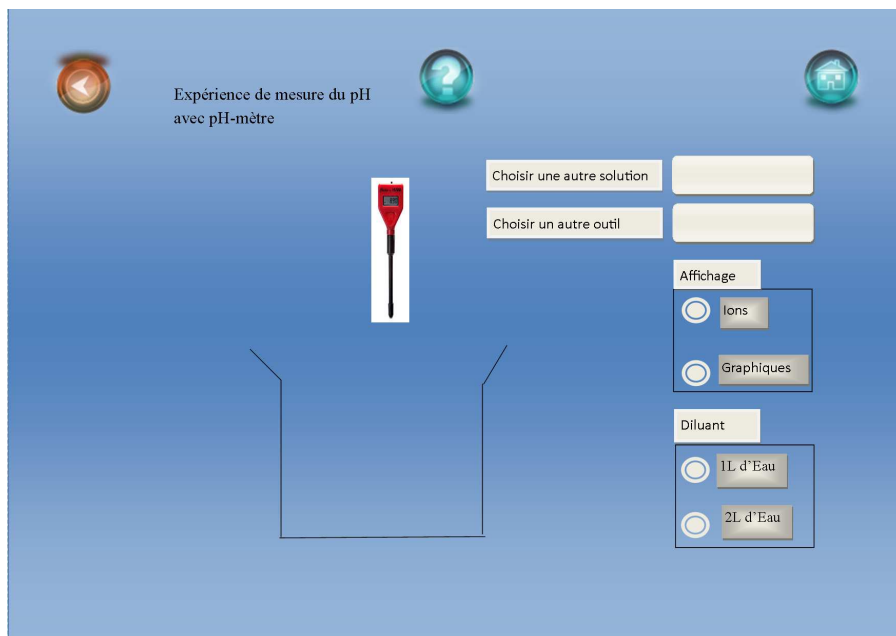 Expérience de mesure du pH
avec pH-mètre
Choisir une autre solution
Choisir un autre outil
Affichage
Ions
Graphiques
Diluant
1L d’Eau
2L d’Eau